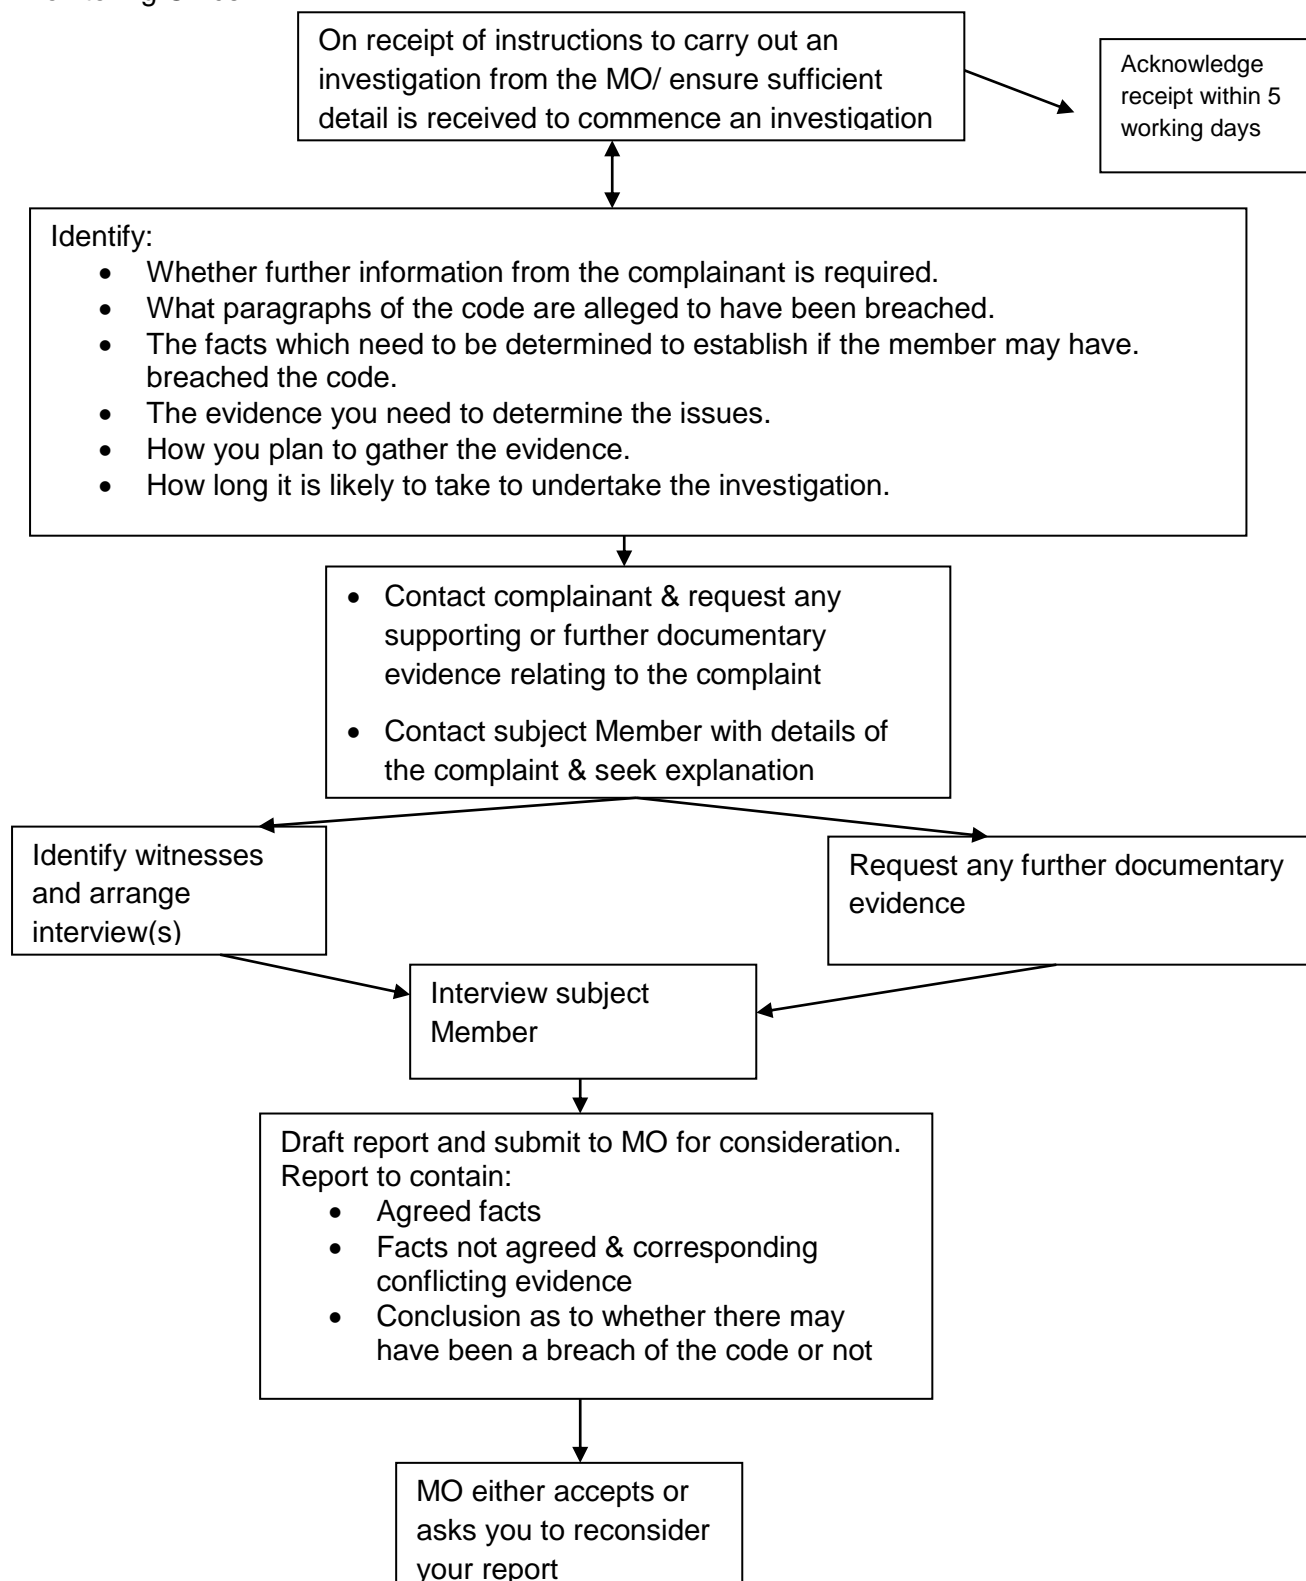 On receipt of instructions to carry out an
investigation from the MO/ ensure sufficient
detail is received to commence an investigation
Acknowledge
receipt within 5
working days
Identify:
• Whether further information from the complainant is required.
• What paragraphs of the code are alleged to have been breached.
• The facts which need to be determined to establish if the member may have.
breached the code.
• The evidence you need to determine the issues.
• How you plan to gather the evidence.
• How long it is likely to take to undertake the investigation.
• Contact complainant & request any
supporting or further documentary
evidence relating to the complaint
• Contact subject Member with details of
the complaint & seek explanation
Identify witnesses
and arrange
interview(s)
Request any further documentary
evidence
Interview subject
Member
Draft report and submit to MO for consideration.
Report to contain:
• Agreed facts
• Facts not agreed & corresponding
conflicting evidence
• Conclusion as to whether there may
have been a breach of the code or not
MO either accepts or
asks you to reconsider
your report